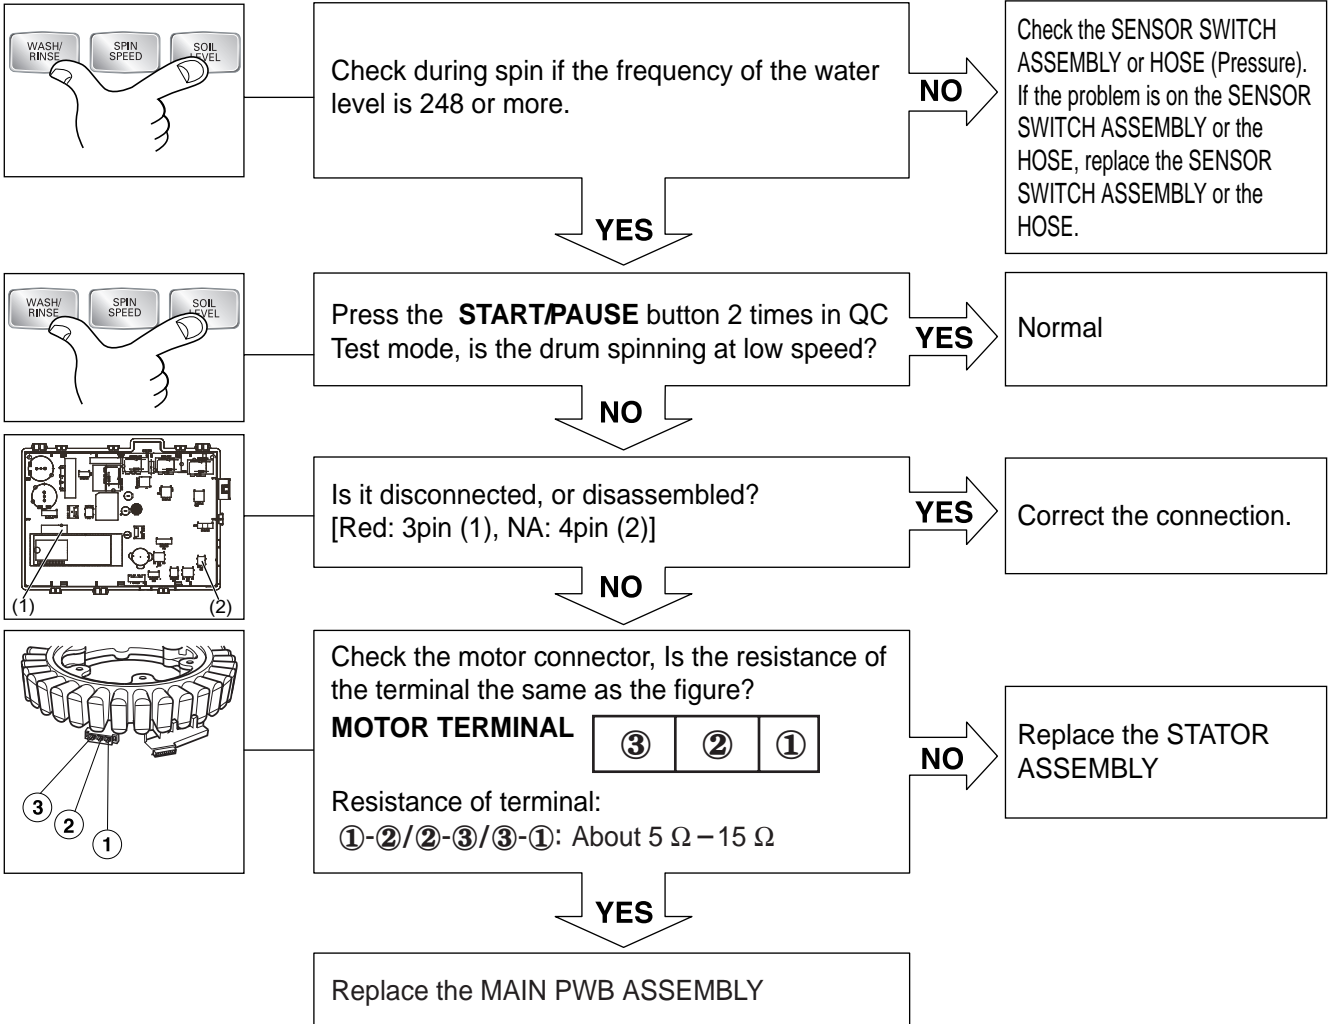 WASH/
RINSE
SPIN
SPEED
SOIL
LEVEL
Check during spin if the frequency of the water
level is 248 or more.
NO
Check the SENSOR SWITCH
ASSEMBLY or HOSE (Pressure).
If the problem is on the SENSOR
SWITCH ASSEMBLY or the
HOSE, replace the SENSOR
SWITCH ASSEMBLY or the
HOSE.
YES
WASH/
RINSE
SPIN
SPEED
SOIL
LEVEL
Press the START/PAUSE button 2 times in QC
Test mode, is the drum spinning at low speed?
YES
Normal
NO
(1)
(2)
Is it disconnected, or disassembled?
[Red: 3pin (1), NA: 4pin (2)]
YES
Correct the connection.
NO
3
2
1
Check the motor connector, Is the resistance of
the terminal the same as the figure?
MOTOR TERMINAL
③ ② ①
Resistance of terminal:
①-②/②-③/③-①: About 5 Ω – 15 Ω
NO
Replace the STATOR
ASSEMBLY
YES
Replace the MAIN PWB ASSEMBLY